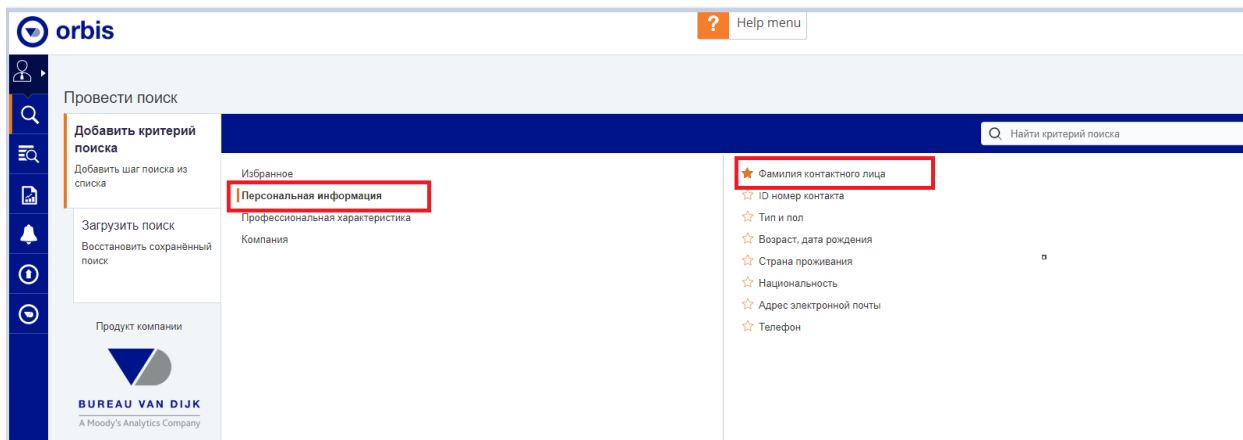 orbis
? Help menu
Провести поиск
Добавить критерий
поиска
Добавить шаг поиска из
списка
Загрузить поиск
Восстановить сохранённый
поиск
Продукт компании
BUREAU VAN DIJK
A Moody's Analytics Company
Найти критерий поиска
Избранное
Персональная информация
Профессиональная характеристика
Компания
Фамилия контактного лица
ID номер контакта
Тип и пол
Возраст, дата рождения
Страна проживания
Национальность
Адрес электронной почты
Телефон